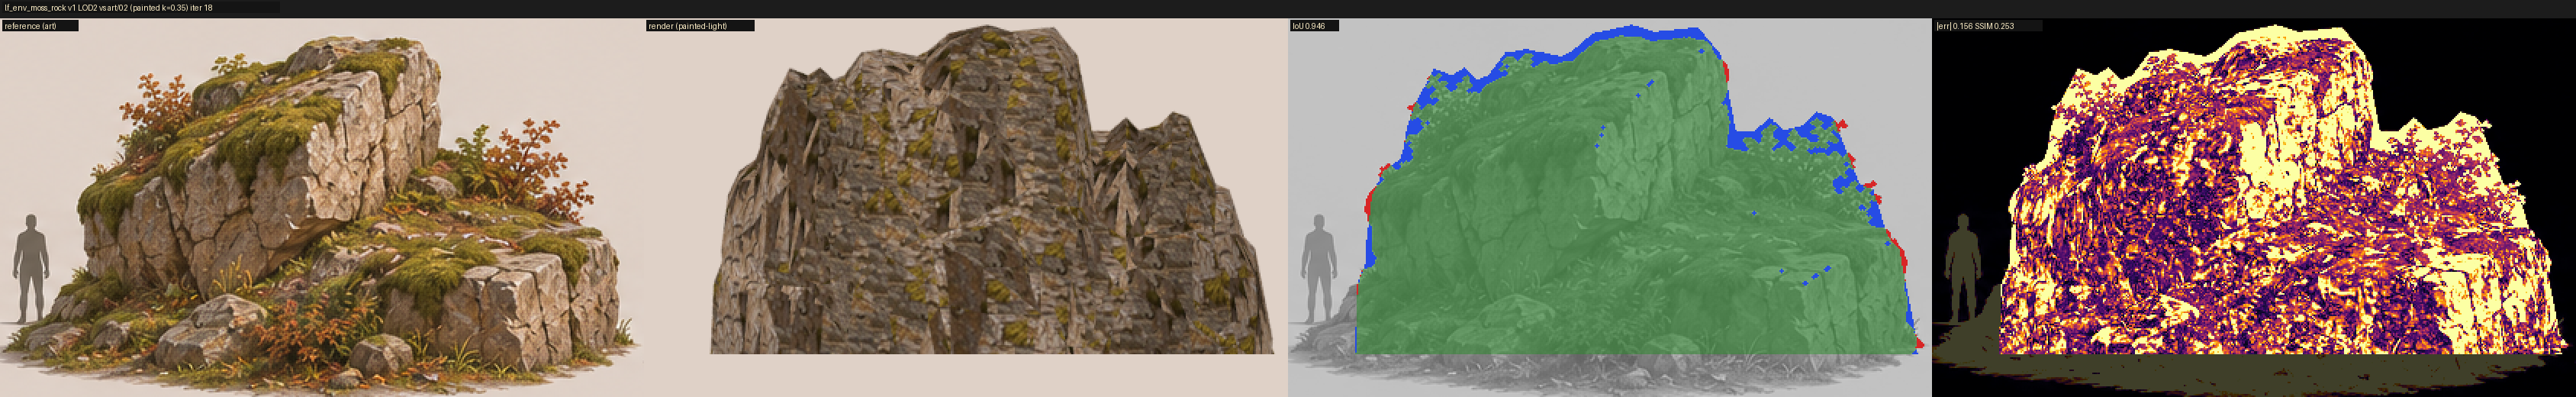 tf_env_moss_rock v1 LOD2 vs art/02 (painted k=0.35) iter 18
reference (art)
render (painted-light)
IoU 0.946
|err| 0.156 SSIM 0.253